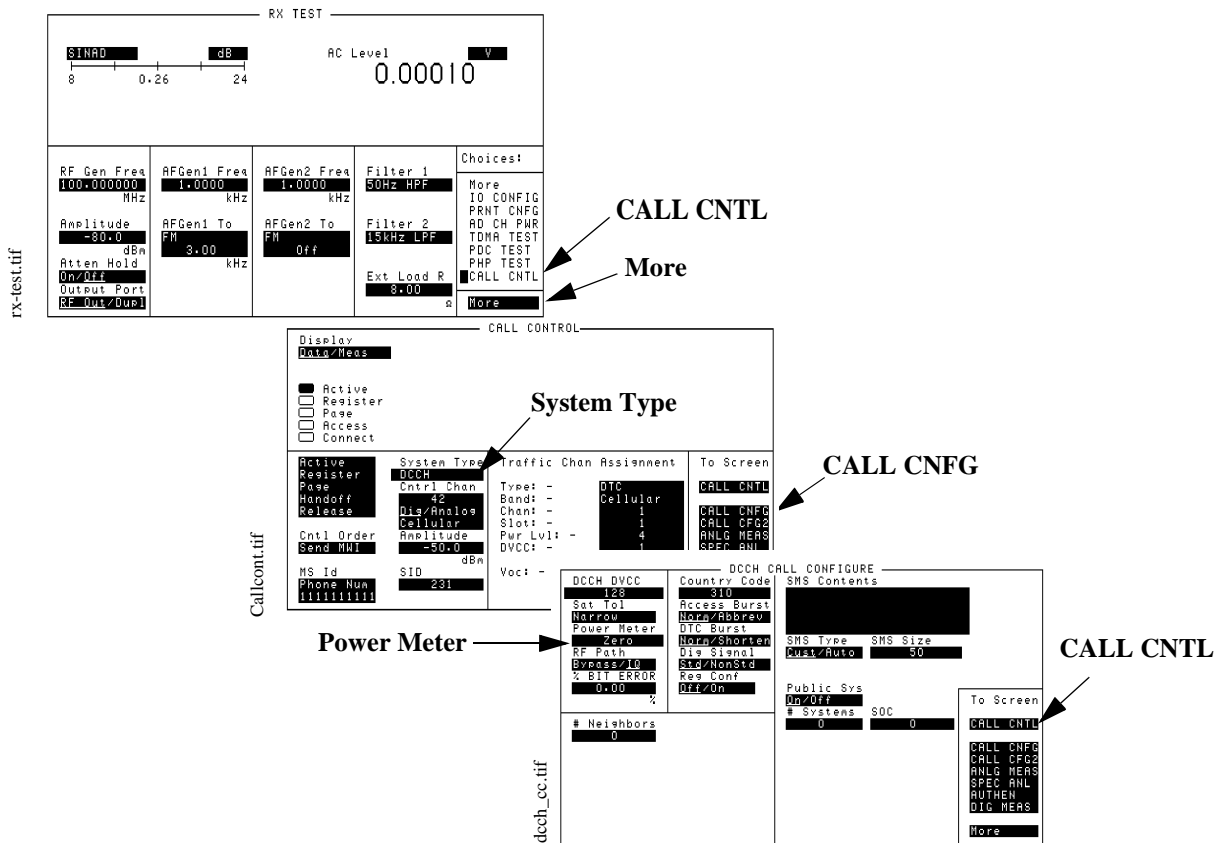 RX TEST
SINAD dB
8 0.26 24
AC Level V
0.00010
RF Gen Freq
100.000000
MHz
Amplitude
-80.0
dBm
Atten Hold
On/Off
Output Port
RF Out/Dupl
AFGen1 Freq
1.0000
kHz
AFGen1 To
FM
3.00
kHz
AFGen2 Freq
1.0000
kHz
AFGen2 To
FM
Off
Filter 1
50Hz HPF
Filter 2
15kHz LPF
Ext Load R
8.00
Ω
Choices:
More
IO CONFIG
PRNT CNFG
AD CH PWR
TDMA TEST
PDC TEST
PHP TEST
CALL CNTL
More
CALL CNTL
More
rx-test.tif
CALL CONTROL
Display
Data/Meas
Active
Register
Page
Access
Connect
System Type
Active
Register
Page
Handoff
Release
Cntl Order
Send MWI
MS Id
Phone Num
1111111111
System Type
DCCH
Cntrl Chan
42
Dig/Analog
Cellular
Amplitude
-50.0
dBm
SID
231
Traffic Chan Assignment
Type: - DTC
Band: - Cellular
Chan: - 1
Slot: - 1
Pwr Lvl: - 4
DVCC: - 1
Voc: -
To Screen
CALL CNTL
CALL CNFG
CALL CFG2
ANLG MEAS
SPEC ANL
CALL CNFG
Callcont.tif
DCCH CALL CONFIGURE
DCCH DVCC
128
Sat Tol
Narrow
Power Meter
Zero
RF Path
Bypass/IQ
% BIT ERROR
0.00
%
# Neighbors
0
Country Code
310
Access Burst
Norm/Abbrev
DTC Burst
Norm/Shorten
Dig Signal
Std/NonStd
Reg Conf
Off/On
SMS Contents
SMS Type SMS Size
Cust/Auto 50
Public Sys
On/Off
# Systems SOC
0 0
To Screen
CALL CNTL
CALL CNFG
CALL CFG2
ANLG MEAS
SPEC ANL
AUTHEN
DIG MEAS
More
Power Meter
CALL CNTL
dcch_cc.tif